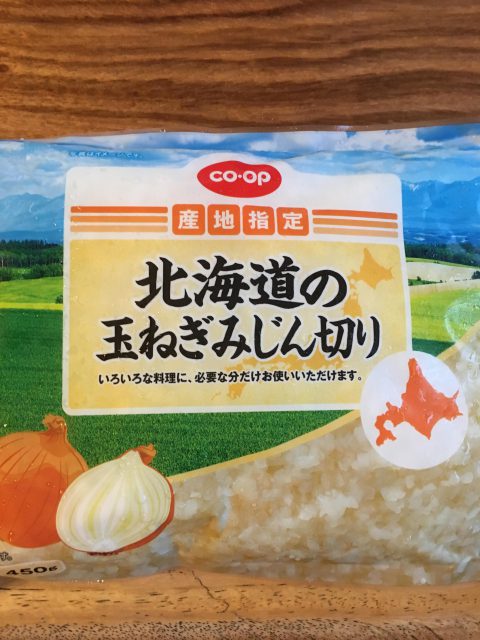 co·op
産地指定
北海道の
玉ねぎみじん切り
いろいろな料理に、必要な分だけお使いいただけます。
450g